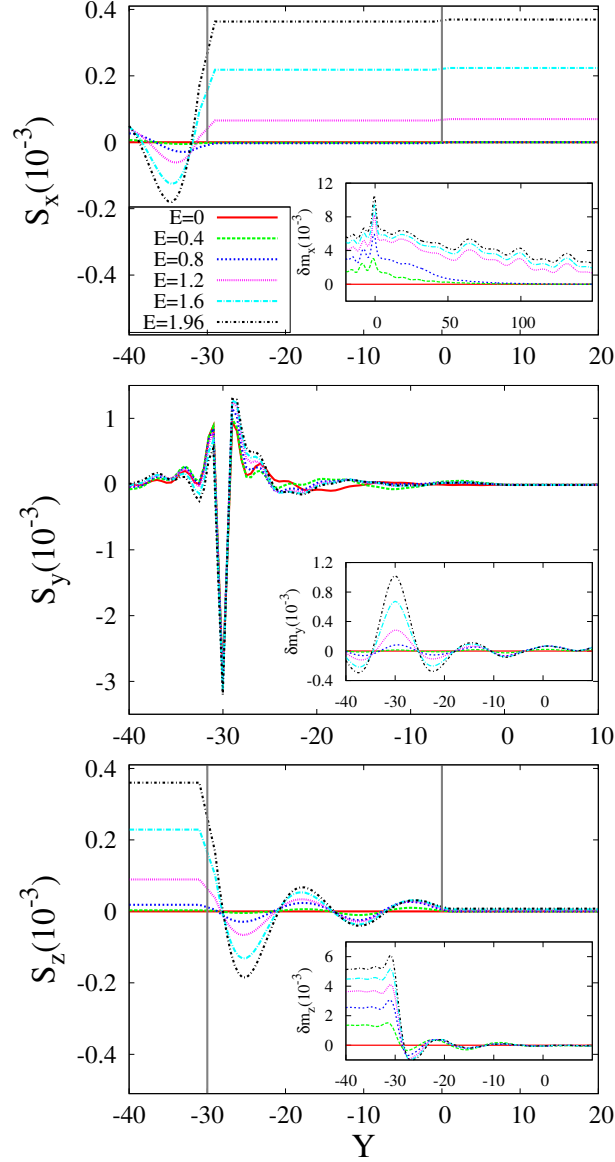 0.4
0.2
0
-0.2
-0.4
S_x(10^-3)
E=0
E=0.4
E=0.8
E=1.2
E=1.6
E=1.96
12
8
4
0
δm_x(10^-3)
0 50 100
-40 -30 -20 -10 0 10 20
1
0
-1
-2
-3
S_y(10^-3)
1.2
0.8
0.4
0
-0.4
δm_y(10^-3)
-40 -30 -20 -10 0
-40 -30 -20 -10 0 10
0.4
0.2
0
-0.2
-0.4
S_z(10^-3)
6
4
2
0
δm_z(10^-3)
-40 -30 -20 -10 0
-40 -30 -20 -10 0 10 20
Y